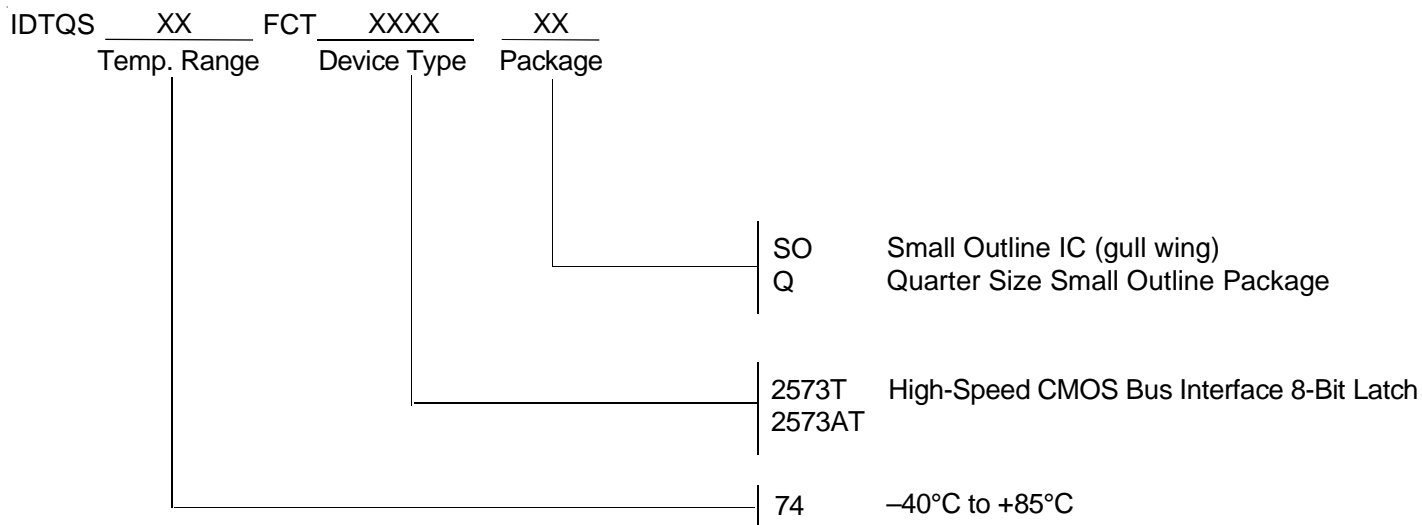 IDTQS XX FCT XXXX XX
Temp. Range Device Type Package
SO Small Outline IC (gull wing)
Q Quarter Size Small Outline Package
2573T High-Speed CMOS Bus Interface 8-Bit Latch
2573AT
74 –40°C to +85°C